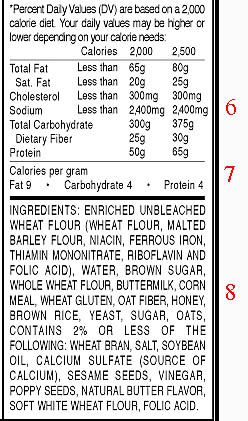 *Percent Daily Values (DV) are based on a 2,000
calorie diet. Your daily values may be higher or
lower depending on your calorie needs:
Calories 2,000 2,500
Total Fat Less than 65g 80g
Sat. Fat Less than 20g 25g
Cholesterol Less than 300mg 300mg
Sodium Less than 2,400mg 2,400mg
Total Carbohydrate 300g 375g
Dietary Fiber 25g 30g
Protein 50g 65g
6
Calories per gram
Fat 9 • Carbohydrate 4 • Protein 4
7
INGREDIENTS: ENRICHED UNBLEACHED
WHEAT FLOUR (WHEAT FLOUR, MALTED
BARLEY FLOUR, NIACIN, FERROUS IRON,
THIAMIN MONONITRATE, RIBOFLAVIN AND
FOLIC ACID), WATER, BROWN SUGAR,
WHOLE WHEAT FLOUR, BUTTERMILK, CORN
MEAL, WHEAT GLUTEN, OAT FIBER, HONEY,
BROWN RICE, YEAST, SUGAR, OATS,
CONTAINS 2% OR LESS OF THE
FOLLOWING: WHEAT BRAN, SALT, SOYBEAN
OIL, CALCIUM SULFATE (SOURCE OF
CALCIUM), SESAME SEEDS, VINEGAR,
POPPY SEEDS, NATURAL BUTTER FLAVOR,
SOFT WHITE WHEAT FLOUR, FOLIC ACID.
8